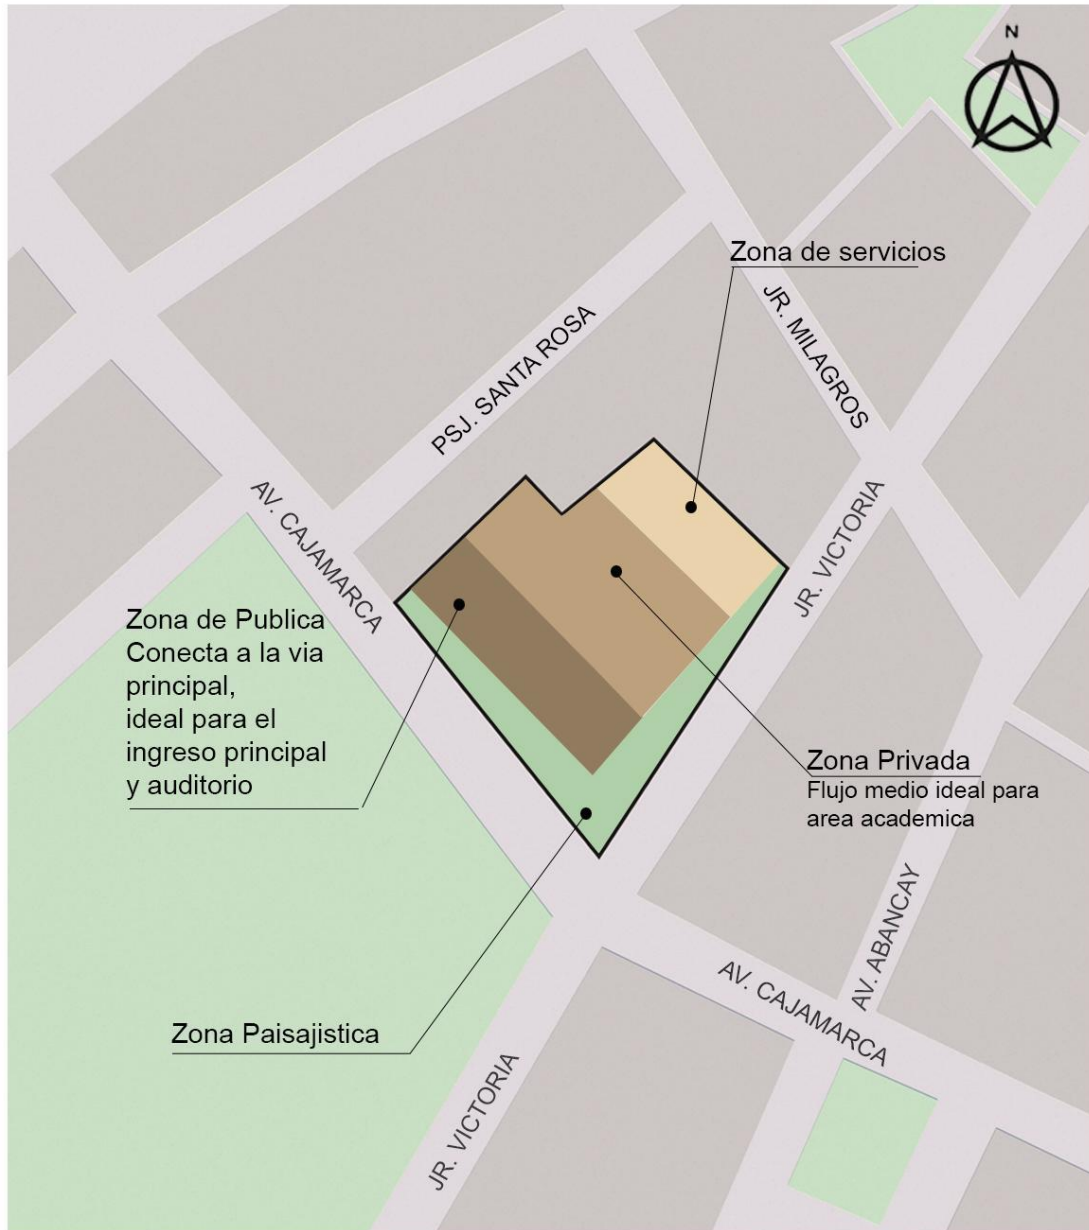 N
Zona de servicios
JR. MILAGROS
PSJ. SANTA ROSA
AV. CAJAMARCA
JR. VICTORIA
Zona de Publica
Conecta a la via
principal,
ideal para el
ingreso principal
y auditorio
Zona Privada
Flujo medio ideal para
area academica
AV. ABANCAY
AV. CAJAMARCA
Zona Paisajistica
JR. VICTORIA